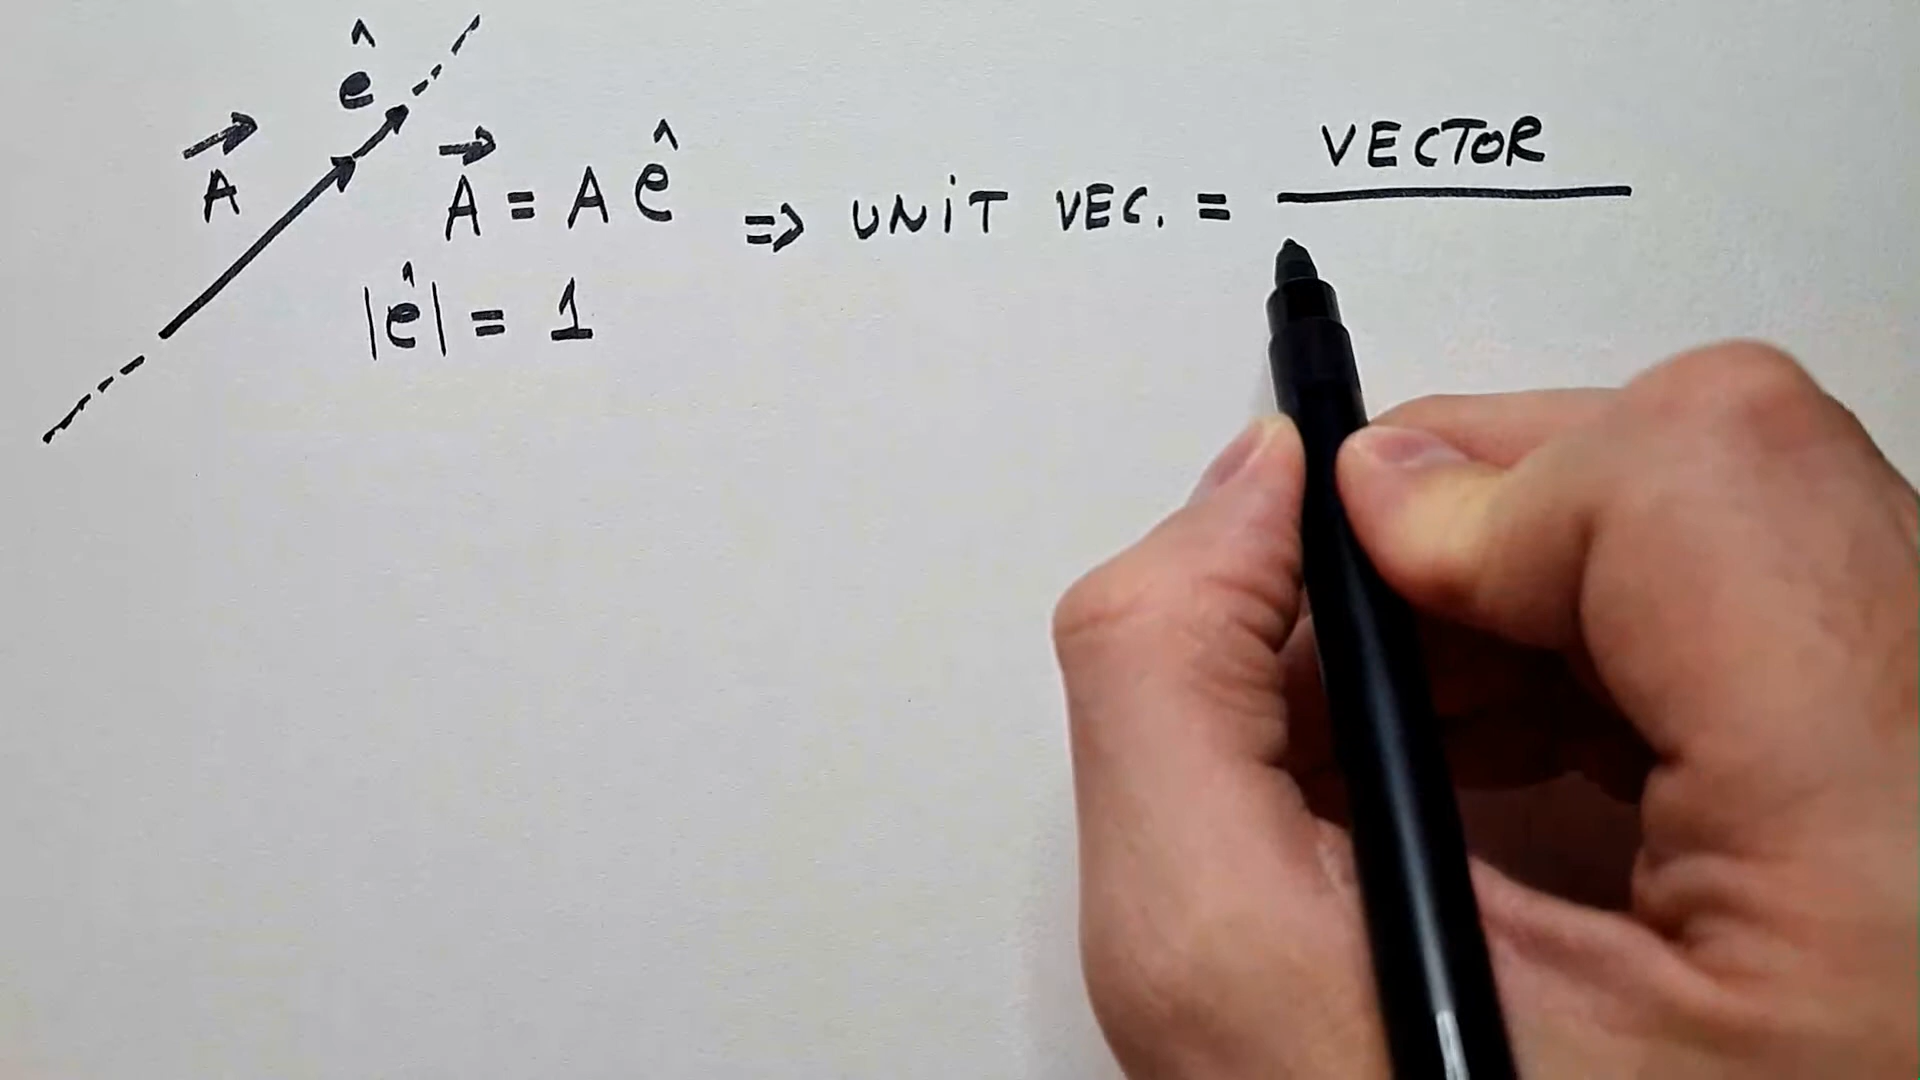 ê
A⃗
A⃗ = A ê ⇒ UNIT VEC. = VECTOR
|ê| = 1